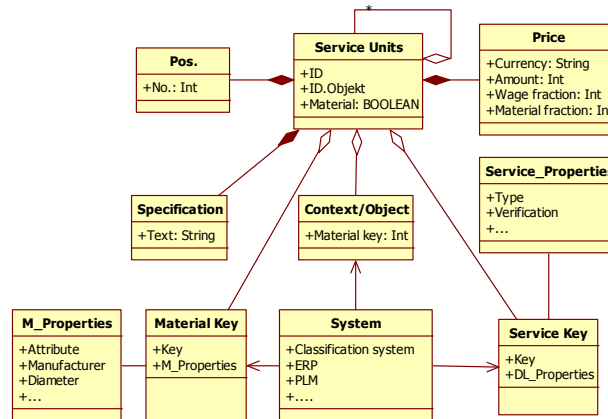 *
Service Units
+ID
+ID.Objekt
+Material: BOOLEAN
Pos.
+No.: Int
Price
+Currency: String
+Amount: Int
+Wage fraction: Int
+Material fraction: Int
Service_Properties
+Type
+Verification
+...
Specification
+Text: String
Context/Object
+Material key: Int
M_Properties
+Attribute
+Manufacturer
+Diameter
+...
Material Key
+Key
+M_Properties
System
+Classification system
+ERP
+PLM
+....
Service Key
+Key
+DL_Properties